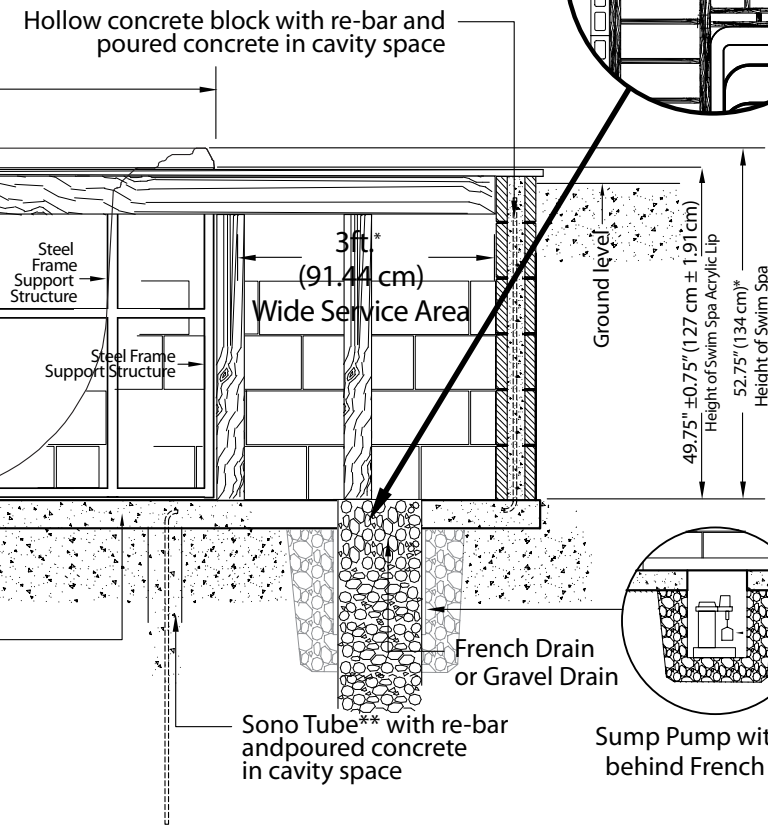 Hollow concrete block with re-bar and
poured concrete in cavity space
3ft.*
(91.44 cm)
Wide Service Area
Steel
Frame
Support
Structure
Steel Frame
Support Structure
Ground level
49.75" ±0.75" (127 cm ± 1.91cm)
Height of Swim Spa Acrylic Lip
52.75" (134 cm)*
Height of Swim Spa
French Drain
or Gravel Drain
Sono Tube** with re-bar
andpoured concrete
in cavity space
Sump Pump wit
behind French